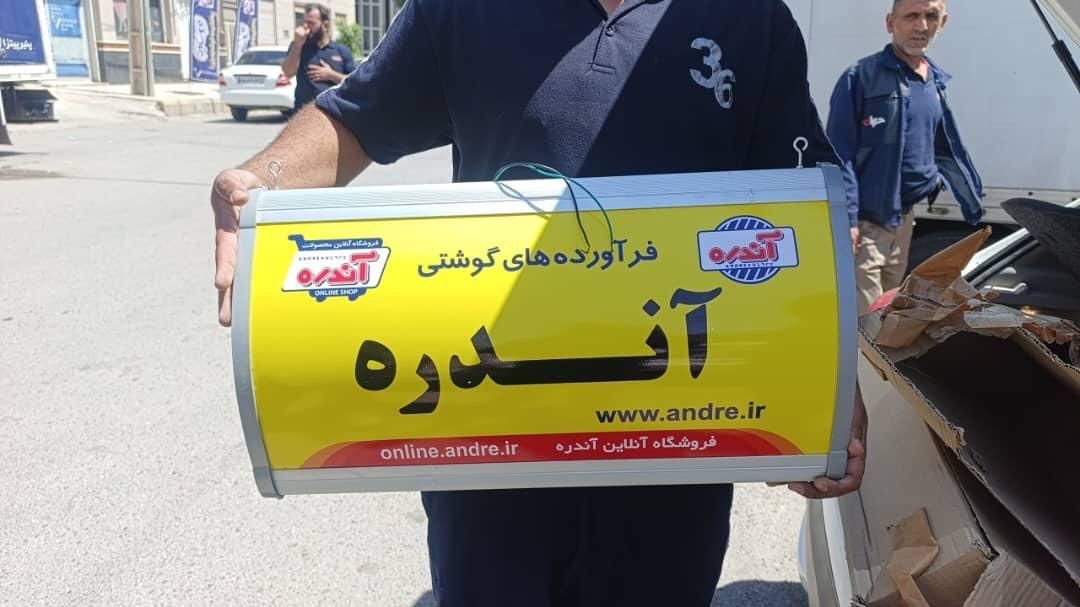 36
فروشگاه آنلاین محصولات
آندره
ONLINE SHOP
فرآورده های گوشتی
آندره
آندره
www.andre.ir
فروشگاه آنلاین آندره online.andre.ir